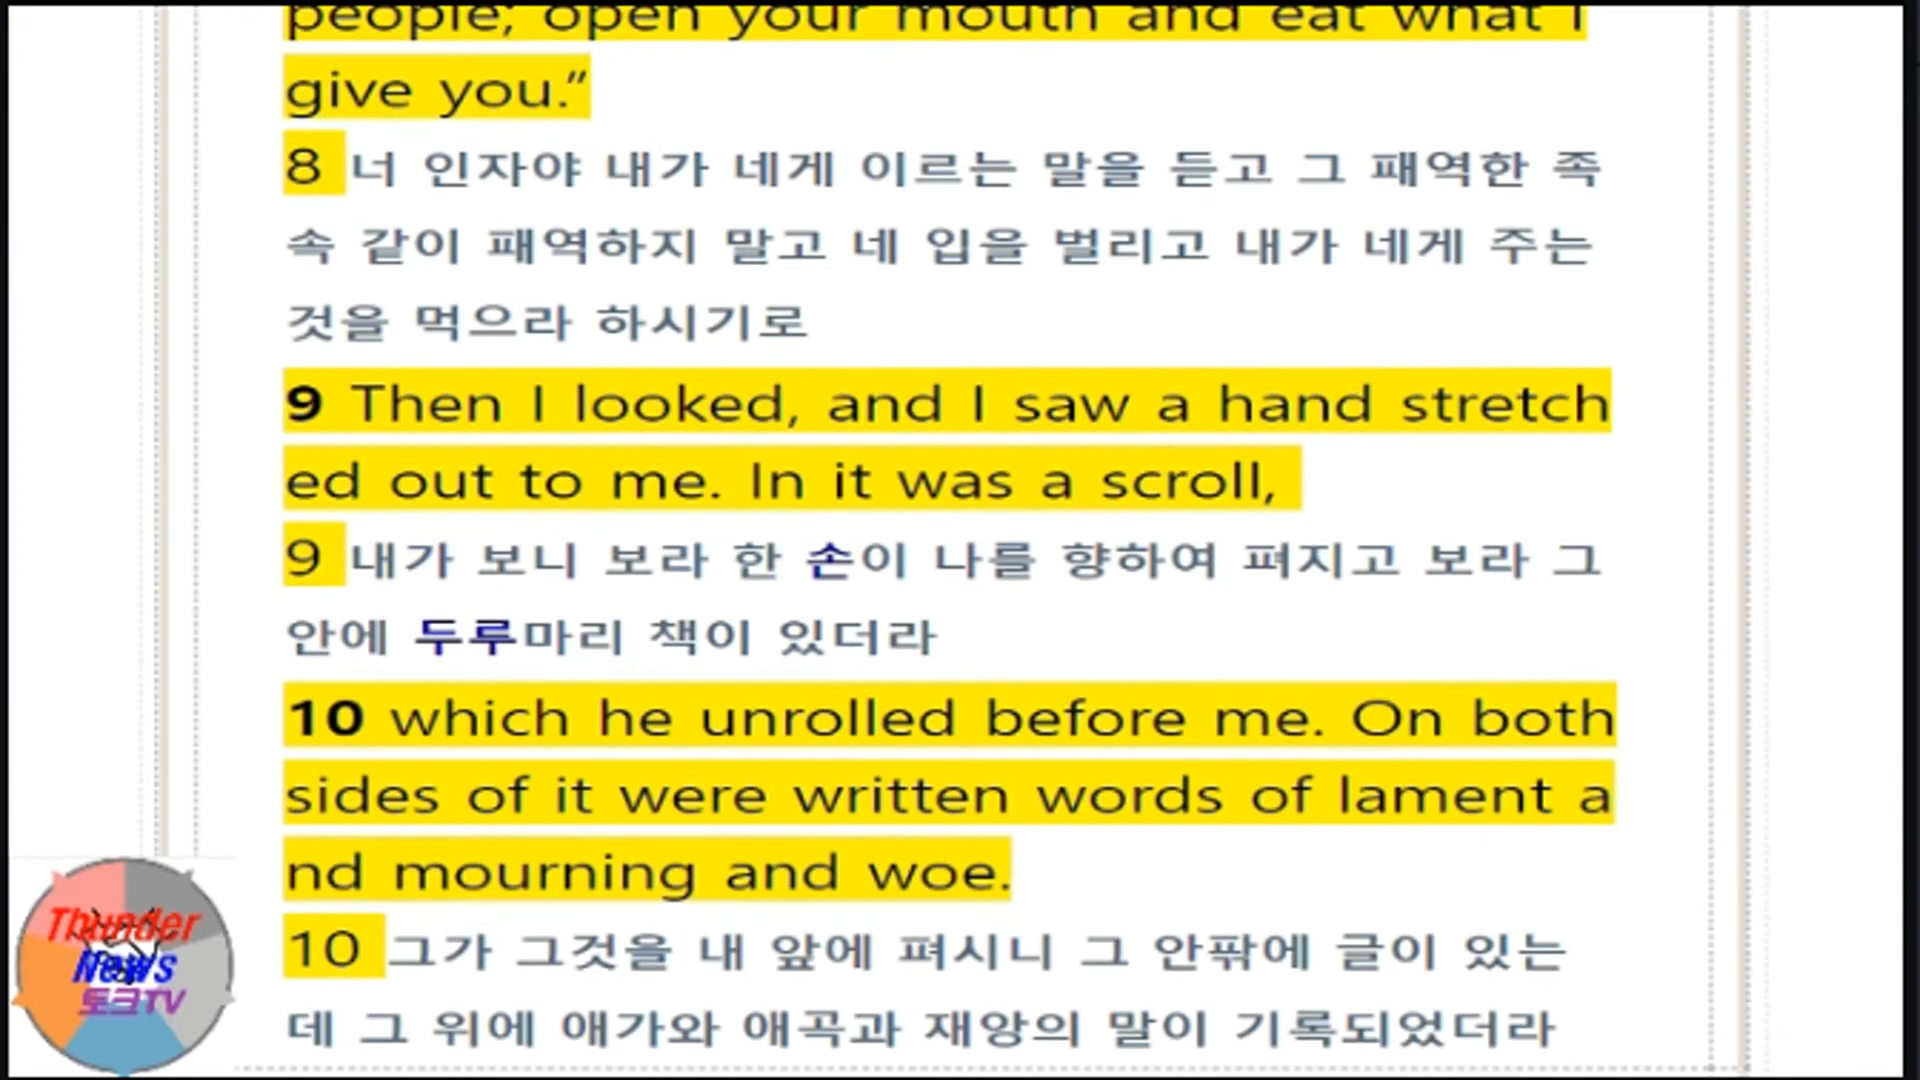 people; open your mouth and eat what I
give you.”
8 너 인자야 내가 네게 이르는 말을 듣고 그 패역한 족
속 같이 패역하지 말고 네 입을 벌리고 내가 네게 주는
것을 먹으라 하시기로
9 Then I looked, and I saw a hand stretch
ed out to me. In it was a scroll,
9 내가 보니 보라 한 손이 나를 향하여 펴지고 보라 그
안에 두루마리 책이 있더라
10 which he unrolled before me. On both
sides of it were written words of lament a
nd mourning and woe.
10 그가 그것을 내 앞에 펴시니 그 안팎에 글이 있는
데 그 위에 애가와 애곡과 재앙의 말이 기록되었더라
Thunder
News
토크TV